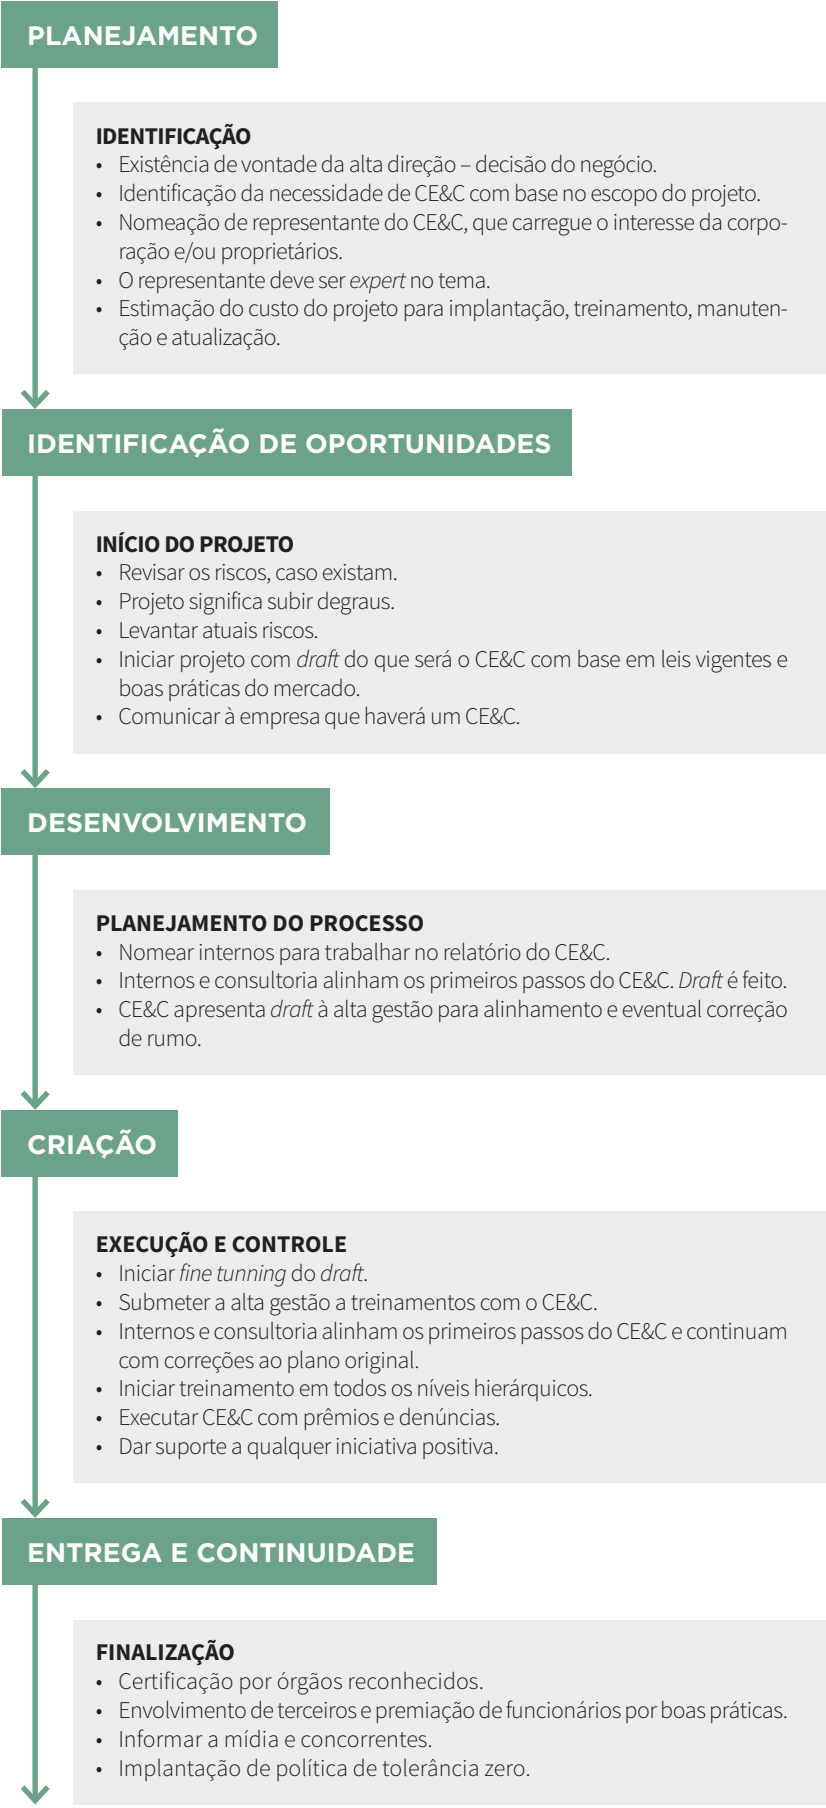 PLANEJAMENTO
IDENTIFICAÇÃO
• Existência de vontade da alta direção – decisão do negócio.
• Identificação da necessidade de CE&C com base no escopo do projeto.
• Nomeação de representante do CE&C, que carregue o interesse da corpo-
ração e/ou proprietários.
• O representante deve ser expert no tema.
• Estimação do custo do projeto para implantação, treinamento, manuten-
ção e atualização.
IDENTIFICAÇÃO DE OPORTUNIDADES
INÍCIO DO PROJETO
• Revisar os riscos, caso existam.
• Projeto significa subir degraus.
• Levantar atuais riscos.
• Iniciar projeto com draft do que será o CE&C com base em leis vigentes e
boas práticas do mercado.
• Comunicar à empresa que haverá um CE&C.
DESENVOLVIMENTO
PLANEJAMENTO DO PROCESSO
• Nomear internos para trabalhar no relatório do CE&C.
• Internos e consultoria alinham os primeiros passos do CE&C. Draft é feito.
• CE&C apresenta draft à alta gestão para alinhamento e eventual correção
de rumo.
CRIAÇÃO
EXECUÇÃO E CONTROLE
• Iniciar fine tunning do draft.
• Submeter a alta gestão a treinamentos com o CE&C.
• Internos e consultoria alinham os primeiros passos do CE&C e continuam
com correções ao plano original.
• Iniciar treinamento em todos os níveis hierárquicos.
• Executar CE&C com prêmios e denúncias.
• Dar suporte a qualquer iniciativa positiva.
ENTREGA E CONTINUIDADE
FINALIZAÇÃO
• Certificação por órgãos reconhecidos.
• Envolvimento de terceiros e premiação de funcionários por boas práticas.
• Informar a mídia e concorrentes.
• Implantação de política de tolerância zero.